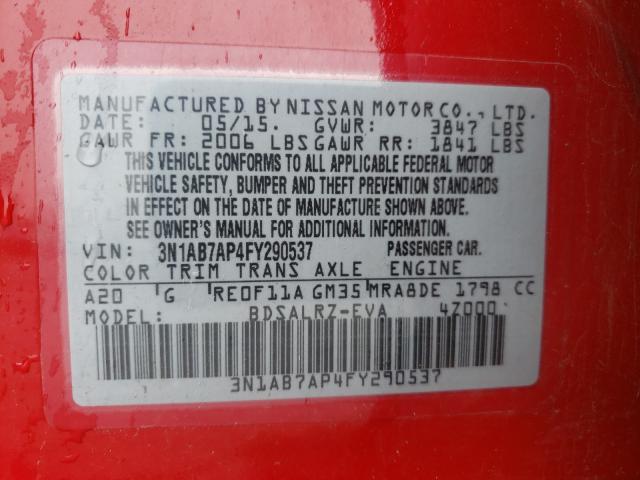 MANUFACTURED BY NISSAN MOTOR CO., LTD.
DATE: 05/15. GVWR: 3847 LBS
GAWR FR: 2006 LBS GAWR RR: 1841 LBS
THIS VEHICLE CONFORMS TO ALL APPLICABLE FEDERAL MOTOR
VEHICLE SAFETY, BUMPER AND THEFT PREVENTION STANDARDS
IN EFFECT ON THE DATE OF MANUFACTURE SHOWN ABOVE.
SEE OWNER'S MANUAL FOR ADDITIONAL INFORMATION.
VIN: 3N1AB7AP4FY290537 PASSENGER CAR.
COLOR TRIM TRANS AXLE ENGINE
A20 G RE0F11A GM35 MRA8DE 1798 CC
MODEL: BDSALRZ-EVA 4Z000
3N1AB7AP4FY290537